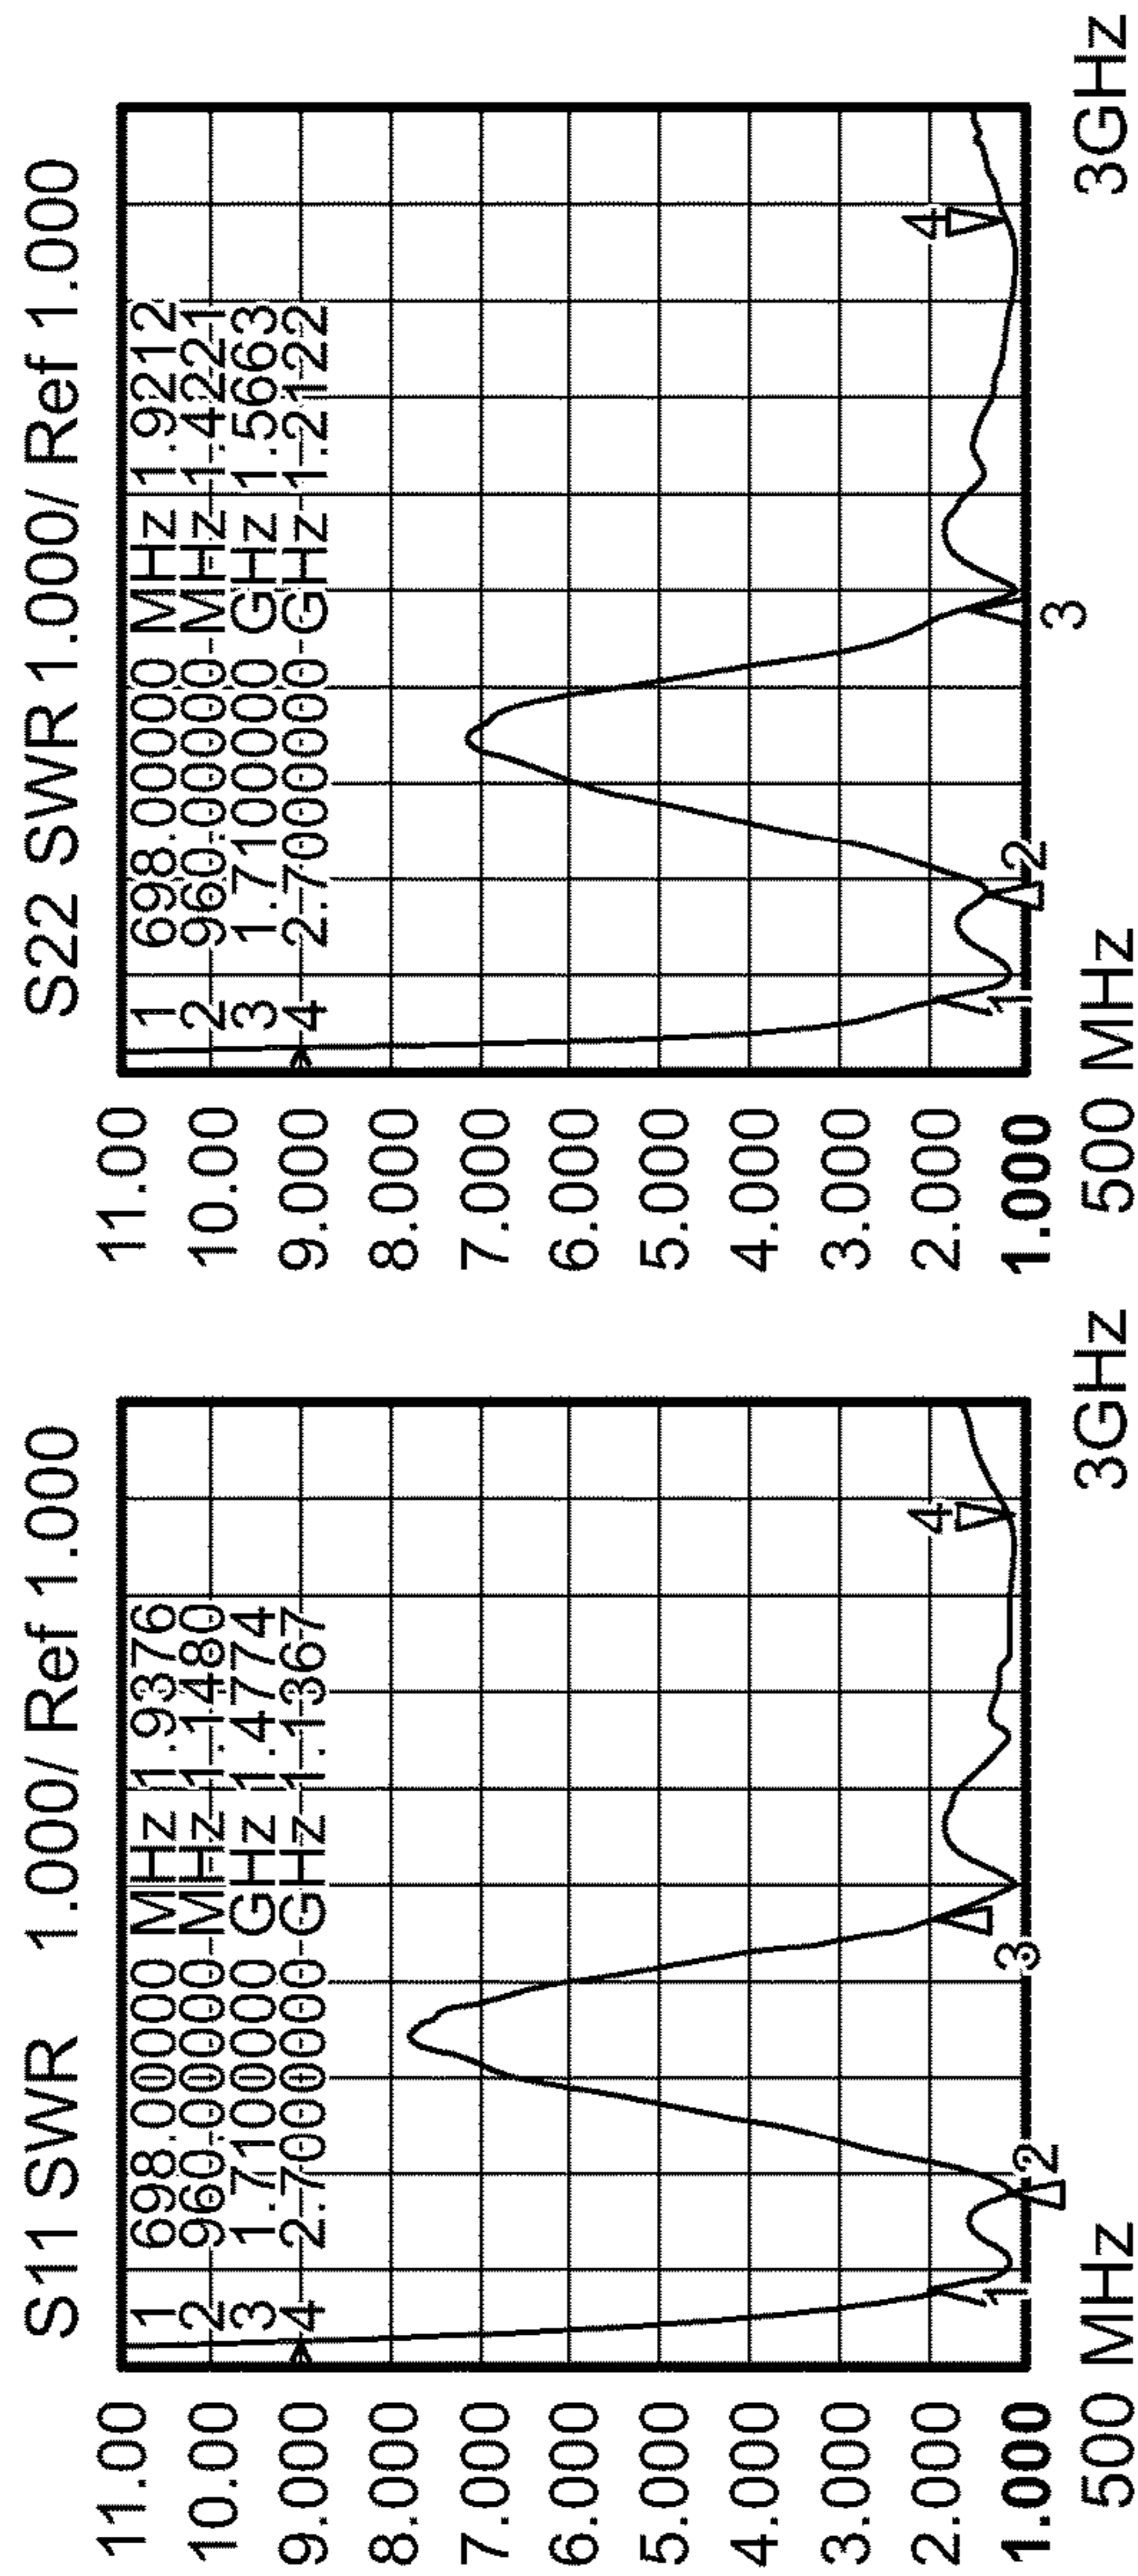 S11 SWR 1.000/ Ref 1.000
11.00
10.00
9.000
8.000
7.000
6.000
5.000
4.000
3.000
2.000
1.000
1 698.00000 MHz 1.9376
2 960.00000 MHz 1.1480
3 1.7100000 GHz 1.4774
4 2.7000000 GHz 1.1367
1
2
3
4
500 MHz
3GHz
S22 SWR 1.000/ Ref 1.000
11.00
10.00
9.000
8.000
7.000
6.000
5.000
4.000
3.000
2.000
1.000
1 698.00000 MHz 1.9212
2 960.00000 MHz 1.4221
3 1.7100000 GHz 1.5663
4 2.7000000 GHz 1.2122
1
2
3
4
500 MHz
3GHz